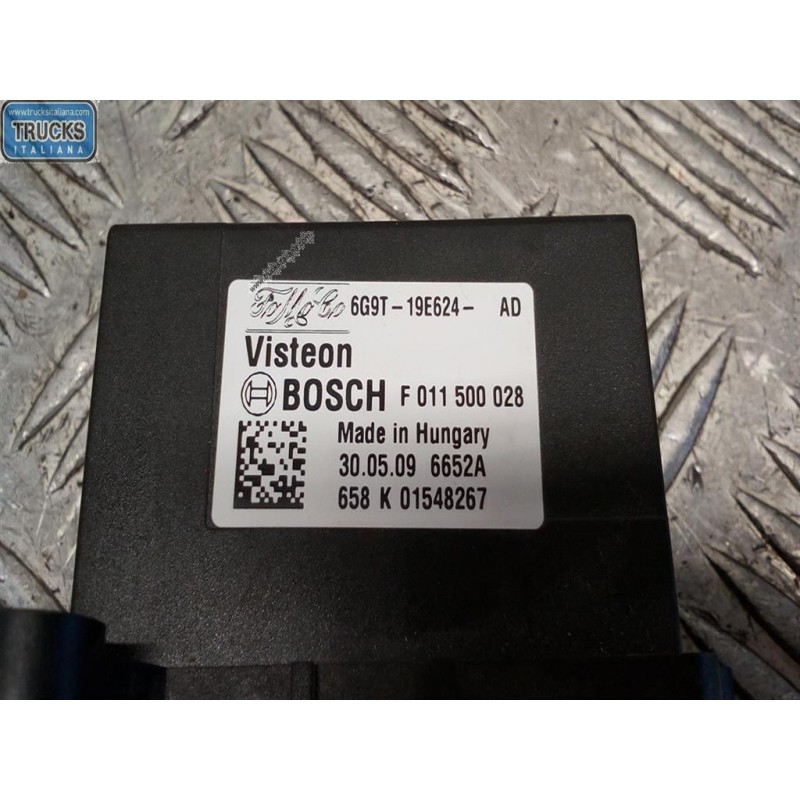 www.trucksitaliana.com
TRUCKS
ITALIANA
FoMoCo 6G9T-19E624- AD
Visteon
BOSCH F 011 500 028
Made in Hungary
30.05.09 6652A
658 K 01548267